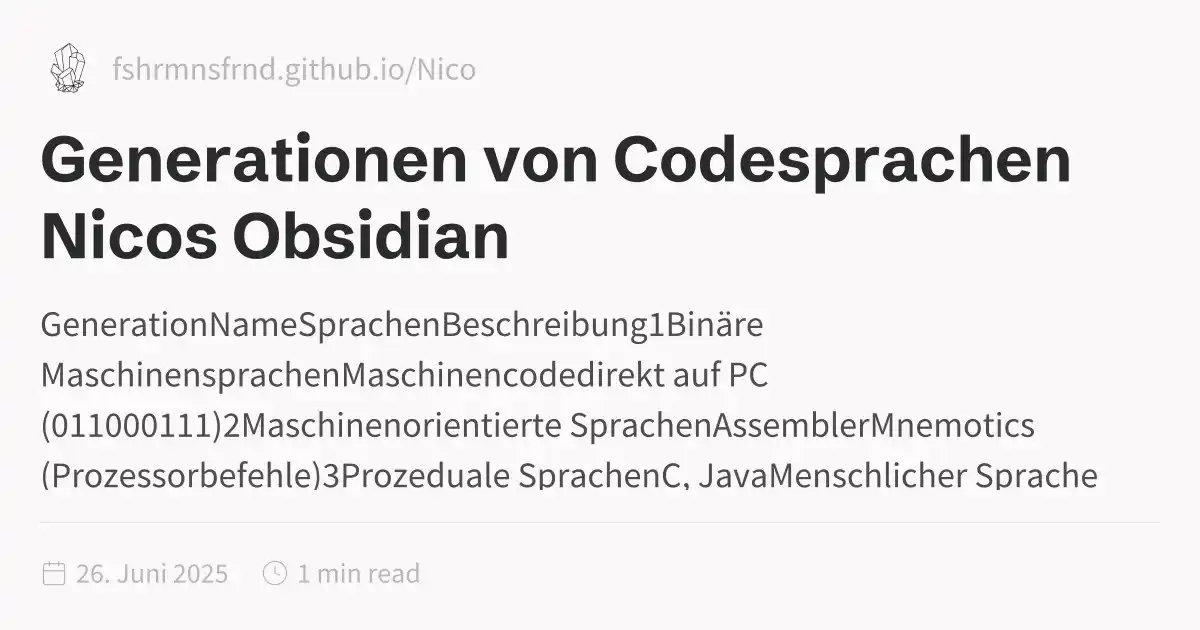 fshrmnsfrnd.github.io/Nico
Generationen von Codesprachen
Nicos Obsidian
GenerationNameSprachenBeschreibung1Binäre
MaschinensprachenMaschinencodedirekt auf PC
(011000111)2Maschinenorientierte SprachenAssemblerMnemotics
(Prozessorbefehle)3Prozeduale SprachenC, JavaMenschlicher Sprache
26. Juni 2025
1 min read